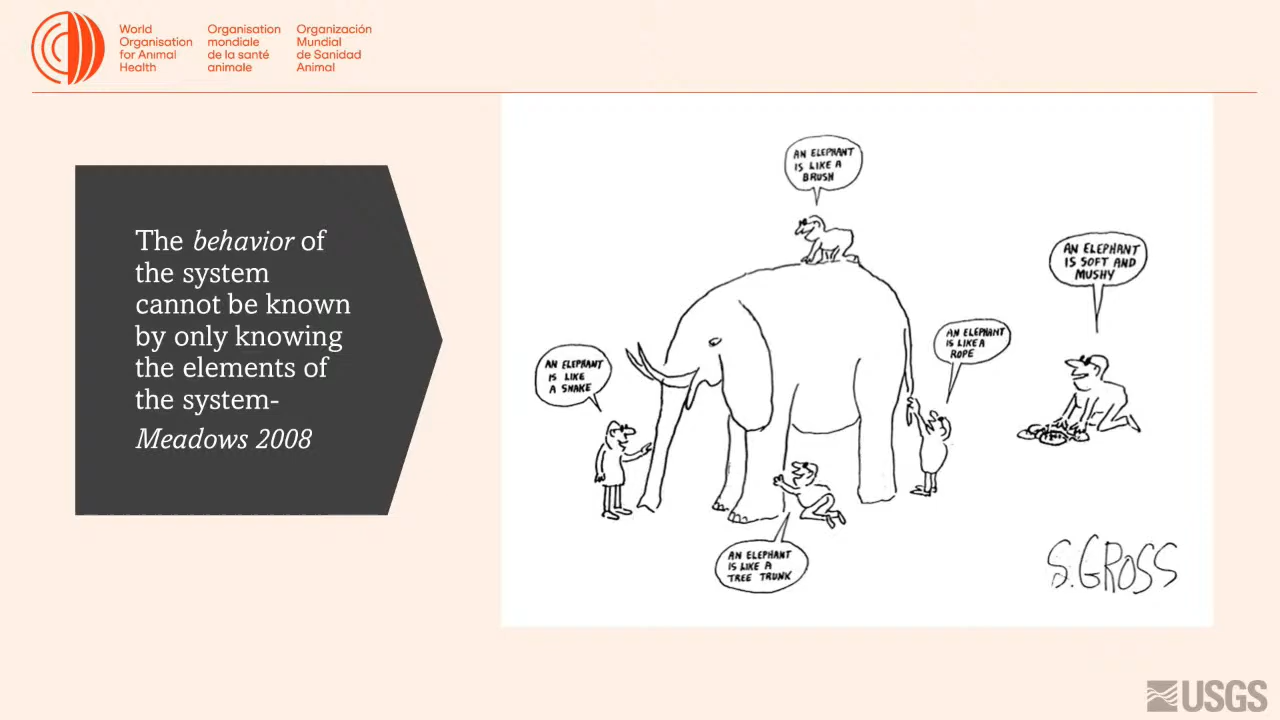 World
Organisation
for Animal
Health
Organisation
mondiale
de la santé
animale
Organización
Mundial
de Sanidad
Animal
The behavior of
the system
cannot be known
by only knowing
the elements of
the system-
Meadows 2008
AN ELEPHANT
IS LIKE A
BRUSH
AN ELEPHANT
IS SOFT AND
MUSHY
AN ELEPHANT
IS LIKE A
ROPE
AN ELEPHANT
IS LIKE
A SNAKE
AN ELEPHANT
IS LIKE A
TREE TRUNK
S.GROSS
USGS